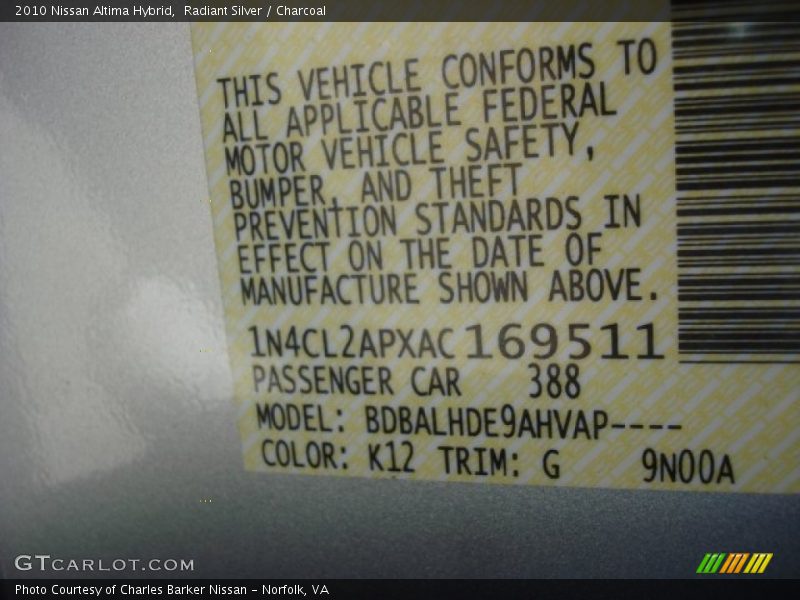 2010 Nissan Altima Hybrid,  Radiant Silver / Charcoal
THIS VEHICLE CONFORMS TO
ALL APPLICABLE FEDERAL
MOTOR VEHICLE SAFETY,
BUMPER, AND THEFT
PREVENTION STANDARDS IN
EFFECT ON THE DATE OF
MANUFACTURE SHOWN ABOVE.
1N4CL2APXAC169511
PASSENGER CAR 388
MODEL: BDBALHDE9AHVAP----
COLOR: K12 TRIM: G 9N00A
GTCARLOT.COM
Photo Courtesy of Charles Barker Nissan - Norfolk, VA